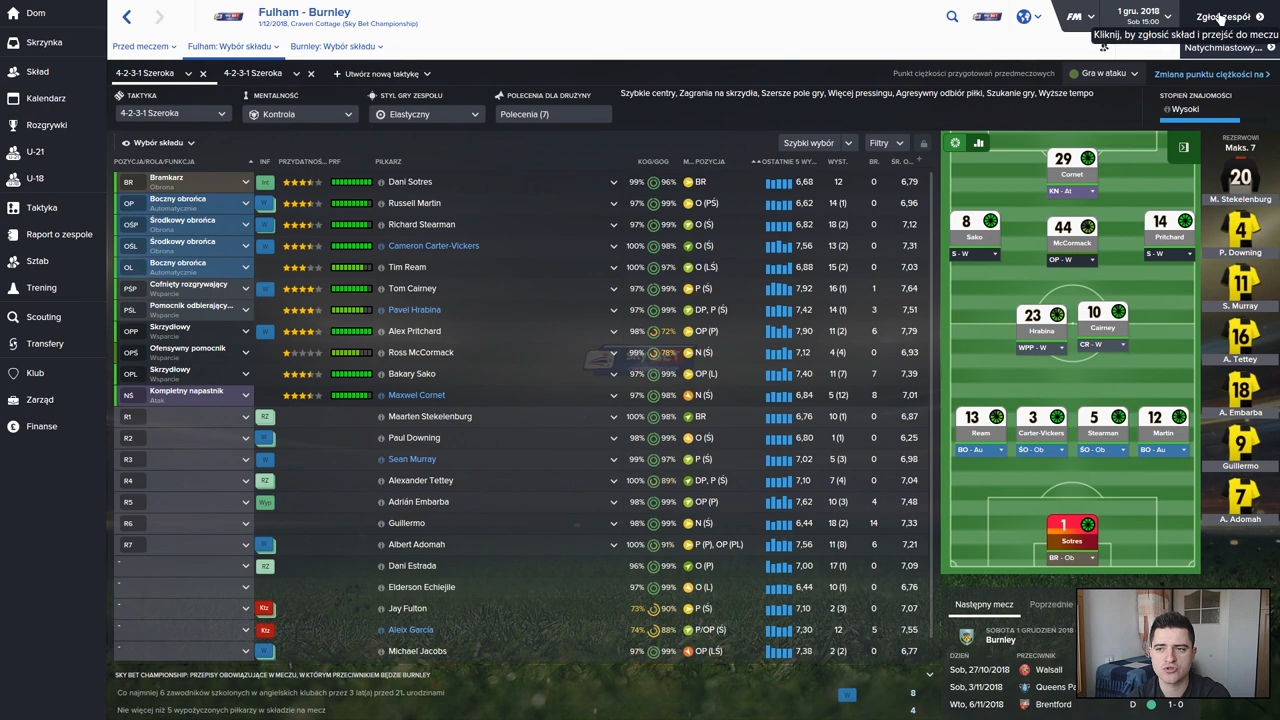 Dom
Skrzynka
Skład
Kalendarz
Rozgrywki
U-21
U-18
Taktyka
Raport o zespole
Sztab
Trening
Scouting
Transfery
Klub
Zarząd
Finanse
Fulham - Burnley
1/12/2018, Craven Cottage (Sky Bet Championship)
FM
1 gru. 2018
Sob 15:00
Zgłoś zespół
Kliknij, by zgłosić skład i przejść do meczu
Natychmiastowy...
Przed meczem
Fulham: Wybór składu
Burnley: Wybór składu
4-2-3-1 Szeroka
4-2-3-1 Szeroka
Utwórz nową taktykę
Punkt ciężkości przygotowań przedmeczowych
Gra w ataku
Zmiana punktu ciężkości na >
TAKTYKA
4-2-3-1 Szeroka
MENTALNOŚĆ
Kontrola
STYL GRY ZESPOŁU
Elastyczny
POLECENIA DLA DRUŻYNY
Polecenia (7)
Szybkie centry, Zagrania na skrzydła, Szersze pole gry, Więcej pressingu, Agresywny odbiór piłki, Szukanie gry, Wyższe tempo
STOPIEŃ ZNAJOMOŚCI
Wysoki
Wybór składu
Szybki wybór
Filtry
POZYCJA/ROLA/FUNKCJA INF PRZYDATNOŚ... PRF PIŁKARZ KOG/GOG M... POZYCJA OSTATNIE 5 WY... WYST. BR. ŚR. O...
BR Bramkarz Obrona Int Dani Sotres 99% 96% BR 6,68 12 0 6,79
OP Boczny obrońca Automatycznie W Russell Martin 97% 99% O (PŚ) 6,62 14 (1) 0 6,96
OŚP Środkowy obrońca Obrona W Richard Stearman 97% 99% O (Ś) 6,82 18 (2) 0 7,12
OŚL Środkowy obrońca Obrona W Cameron Carter-Vickers 100% 98% O (Ś) 7,56 13 (2) 0 7,31
OL Boczny obrońca Automatycznie Tim Ream 100% 97% O (LŚ) 6,88 15 (2) 0 7,03
PŚP Cofnięty rozgrywający Wsparcie W Tom Cairney 97% 99% P (Ś) 7,92 16 (1) 1 7,64
PŚL Pomocnik odbierający... Wsparcie Pavel Hrabina 97% 99% DP, P (Ś) 7,42 14 (1) 3 7,51
OPP Skrzydłowy Wsparcie W Alex Pritchard 98% 72% OP (P) 7,90 11 (2) 6 7,79
OPŚ Ofensywny pomocnik Wsparcie Ross McCormack 99% 78% N (Ś) 7,12 4 (4) 0 6,93
OPL Skrzydłowy Wsparcie Bakary Sako 97% 99% OP (L) 7,40 11 (7) 7 7,39
NŚ Kompletny napastnik Atak Maxwel Cornet 97% 98% N (Ś) 6,84 5 (12) 8 7,01
R1 RZ Maarten Stekelenburg 100% 98% BR 6,76 10 (1) 0 6,87
R2 W Paul Downing 98% 99% O (Ś) 6,80 1 (1) 0 6,25
R3 W Sean Murray 99% 97% P (Ś) 7,02 5 (3) 0 6,98
R4 RZ Alexander Tettey 100% 89% DP, P (Ś) 7,10 7 (4) 0 7,04
R5 Wyp Adrián Embarba 100% 98% OP (P) 7,62 10 (3) 4 7,48
R6 Guillermo 97% 99% N (Ś) 6,44 18 (2) 14 7,33
R7 W Albert Adomah 100% 91% P (P), OP (PL) 7,56 11 (8) 6 7,21
- RZ Dani Estrada 96% 99% O (P) 7,00 17 (1) 0 7,09
- Elderson Echiejile 99% 99% O (L) 6,44 10 (1) 0 6,76
- Ktz Jay Fulton 73% 90% P (Ś) 7,10 2 (3) 0 7,07
- Ktz Aleix García 74% 88% P/OP (Ś) 7,30 12 5 7,55
- W Michael Jacobs 97% 99% OP (LŚ) 7,38 2 (2) 0 6,77
SKY BET CHAMPIONSHIP: PRZEPISY OBOWIĄZUJĄCE W MECZU, W KTÓRYM PRZECIWNIKIEM BĘDZIE BURNLEY
Co najmniej 6 zawodników szkolonych w angielskich klubach przez 3 lat(a) przed 21. urodzinami W 8
Nie więcej niż 5 wypożyczonych piłkarzy w składzie na mecz 4
29
Cornet
KN - At
8
Sako
S - W
44
McCormack
OP - W
14
Pritchard
S - W
23
Hrabina
WPP - W
10
Cairney
CR - W
13
Ream
BO - Au
3
Carter-Vickers
ŚO - Ob
5
Stearman
ŚO - Ob
12
Martin
BO - Au
1
Sotres
BR - Ob
REZERWOWI
Maks. 7
20
M. Stekelenburg
4
P. Downing
11
S. Murray
16
A. Tettey
18
A. Embarba
9
Guillermo
7
A. Adomah
Następny mecz
Poprzednie
SOBOTA 1 GRUDZIEŃ 2018
Burnley
DZIEŃ PRZECIWNIK
Sob, 27/10/2018 Walsall
Sob, 3/11/2018 Queens Pa
Wto, 6/11/2018 Brentford D 1 - 0